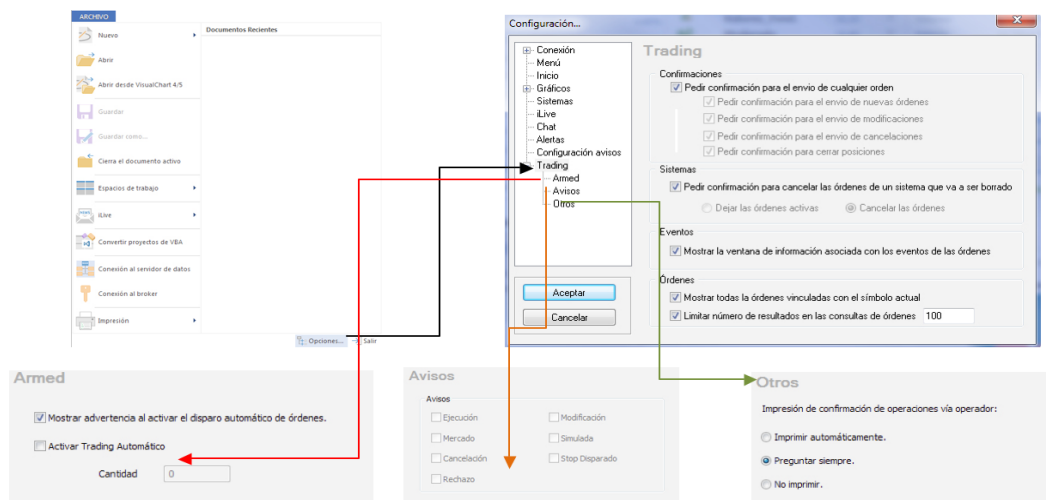 ARCHIVO
Nuevo
Documentos Recientes
Abrir
Abrir desde VisualChart 4/5
Guardar
Guardar como...
Cierra el documento activo
Espacios de trabajo
iLive
Convertir proyectos de VBA
Conexión al servidor de datos
Conexión al broker
Impresión
Opciones...
Salir
Configuración...
Conexión
Menú
Inicio
Gráficos
Sistemas
iLive
Chat
Alertas
Configuración avisos
Trading
Armed
Avisos
Otros
Aceptar
Cancelar
Trading
Confirmaciones
Pedir confirmación para el envio de cualquier orden
Pedir confirmación para el envio de nuevas órdenes
Pedir confirmación para el envio de modificaciones
Pedir confirmación para el envio de cancelaciones
Pedir confirmación para cerrar posiciones
Sistemas
Pedir confirmación para cancelar las órdenes de un sistema que va a ser borrado
Dejar las órdenes activas Cancelar las órdenes
Eventos
Mostrar la ventana de información asociada con los eventos de las órdenes
Órdenes
Mostrar todas la órdenes vinculadas con el símbolo actual
Limitar número de resultados en las consultas de órdenes 100
Armed
Mostrar advertencia al activar el disparo automático de órdenes.
Activar Trading Automático
Cantidad 0
Avisos
Avisos
Ejecución Modificación
Mercado Simulada
Cancelación Stop Disparado
Rechazo
Otros
Impresión de confirmación de operaciones vía operador:
Imprimir automáticamente.
Preguntar siempre.
No imprimir.